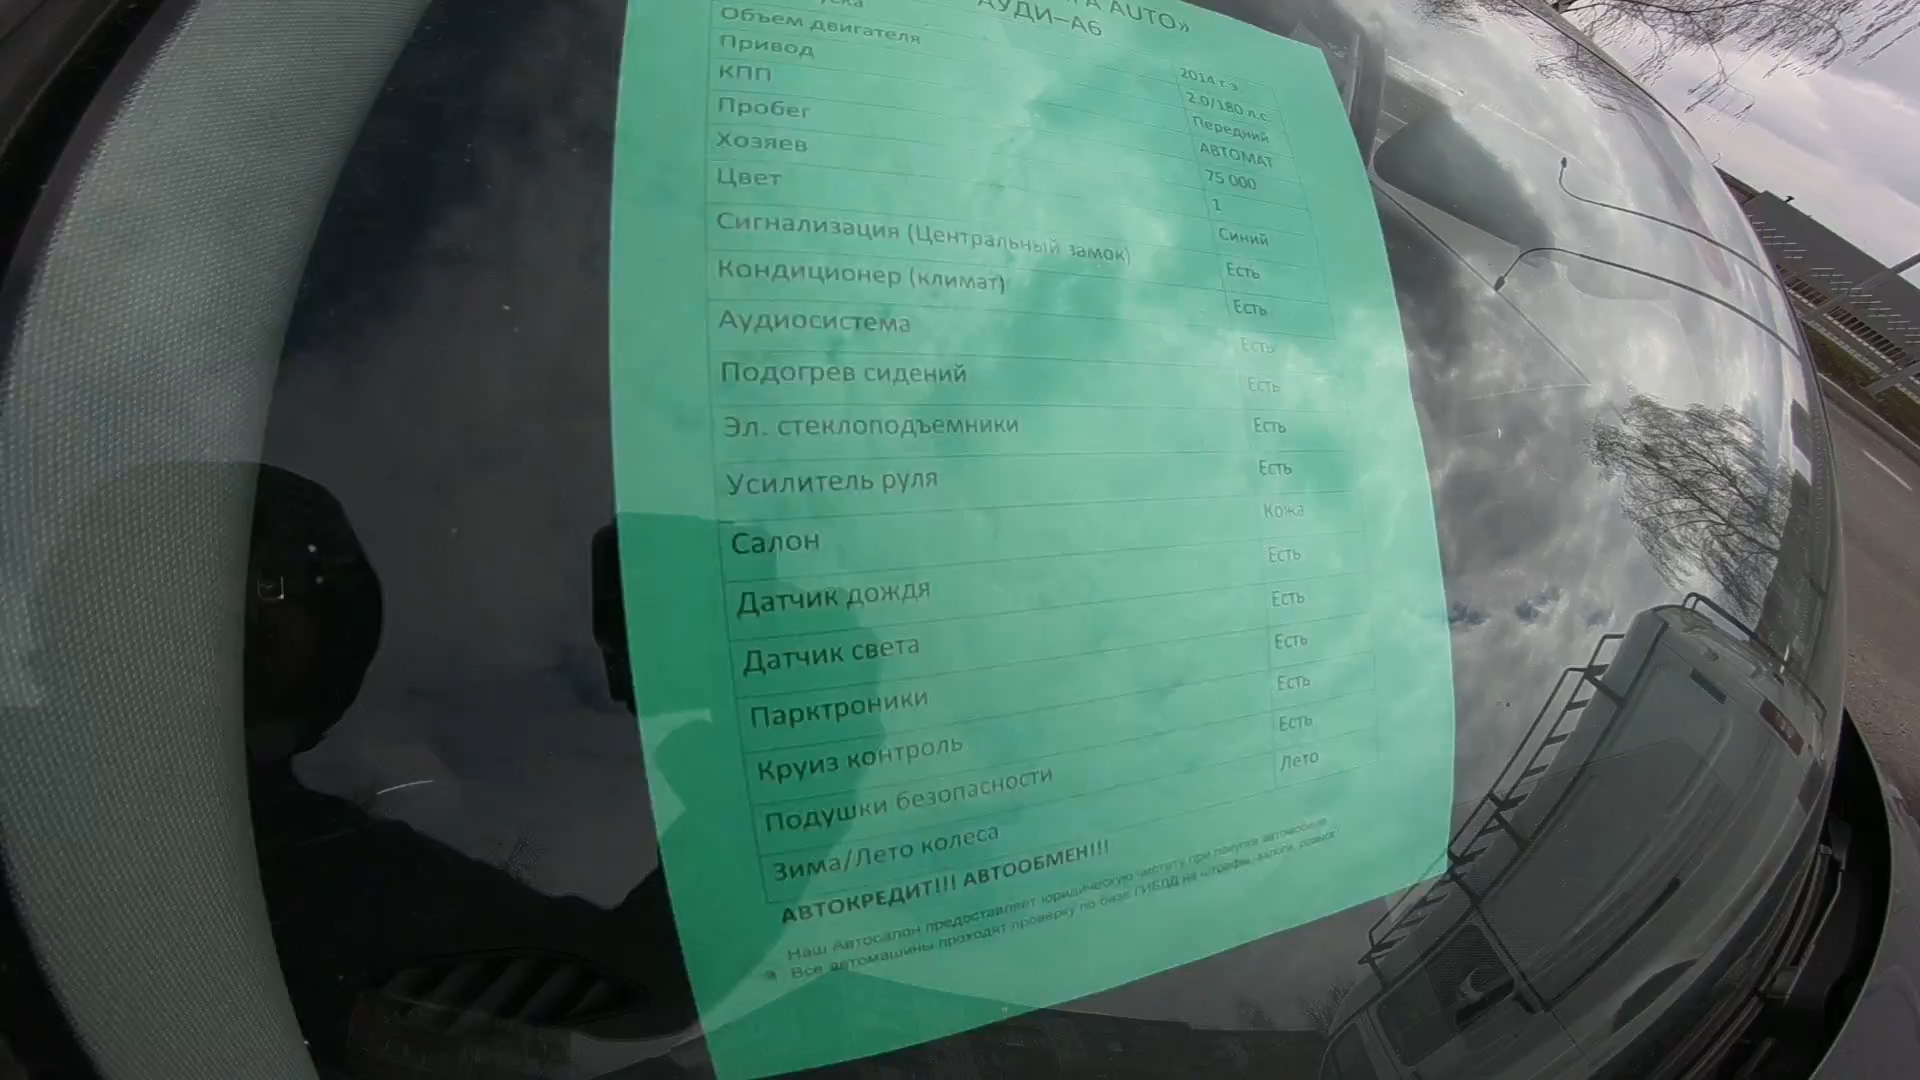 AUTO»
АУДИ–А6
2014 г.э
Объем двигателя 2.0/180 л.с.
Привод Передний
КПП АВТОМАТ
Пробег 75 000
Хозяев 1
Цвет Синий
Сигнализация (Центральный замок) Есть
Кондиционер (климат) Есть
Аудиосистема Есть
Подогрев сидений Есть
Эл. стеклоподъемники Есть
Усилитель руля Есть
Салон Кожа
Датчик дождя Есть
Датчик света Есть
Парктроники Есть
Круиз контроль Есть
Подушки безопасности Есть
Зима/Лето колеса Лето
АВТОКРЕДИТ!!! АВТООБМЕН!!!
Наш Автосалон предоставляет юридическую чистоту при покупке автомобиля
Все автомашины проходят проверку по базе ГИБДД на штрафы, залоги, розыск